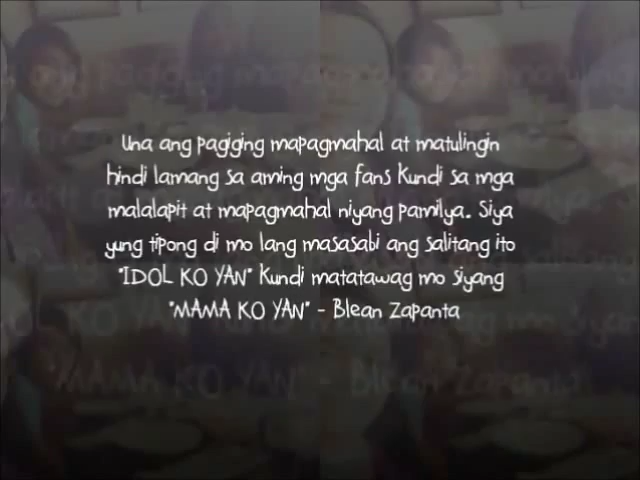 Una ang pagiging mapagmahal at matulingin
hindi lamang sa aming mga fans kundi sa mga
malalapit at mapagmahal niyang pamilya. Siya
yung tipong di mo lang masasabi ang salitang ito
"IDOL KO YAN" kundi matatawag mo siyang
"MAMA KO YAN" - Blean Zapanta